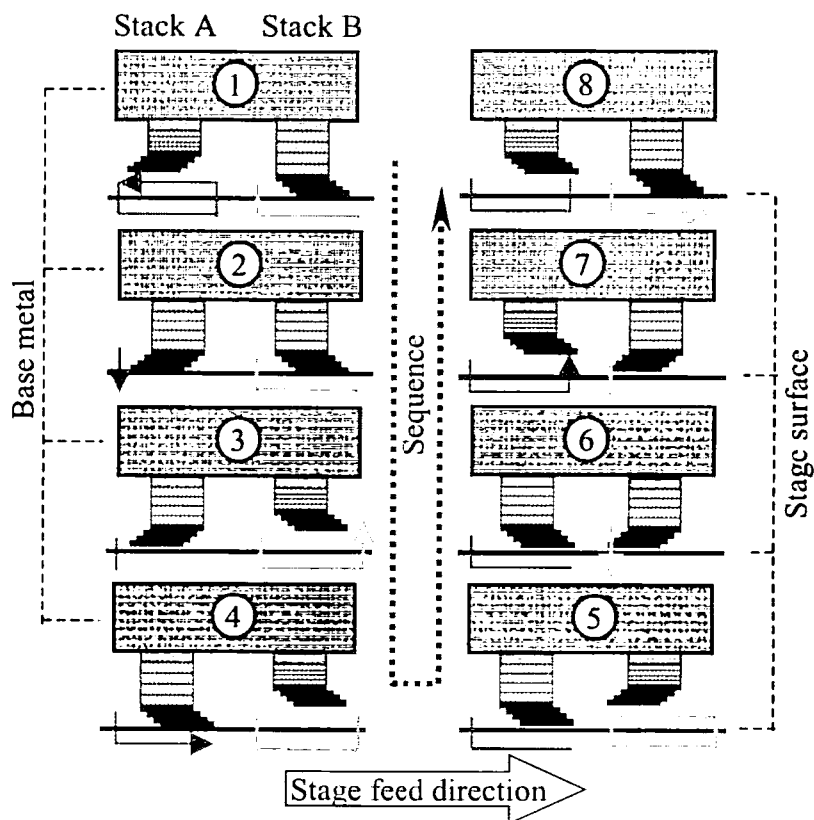 Stack A Stack B
1
8
2
7
3
6
4
5
Base metal
Sequence
Stage surface
Stage feed direction